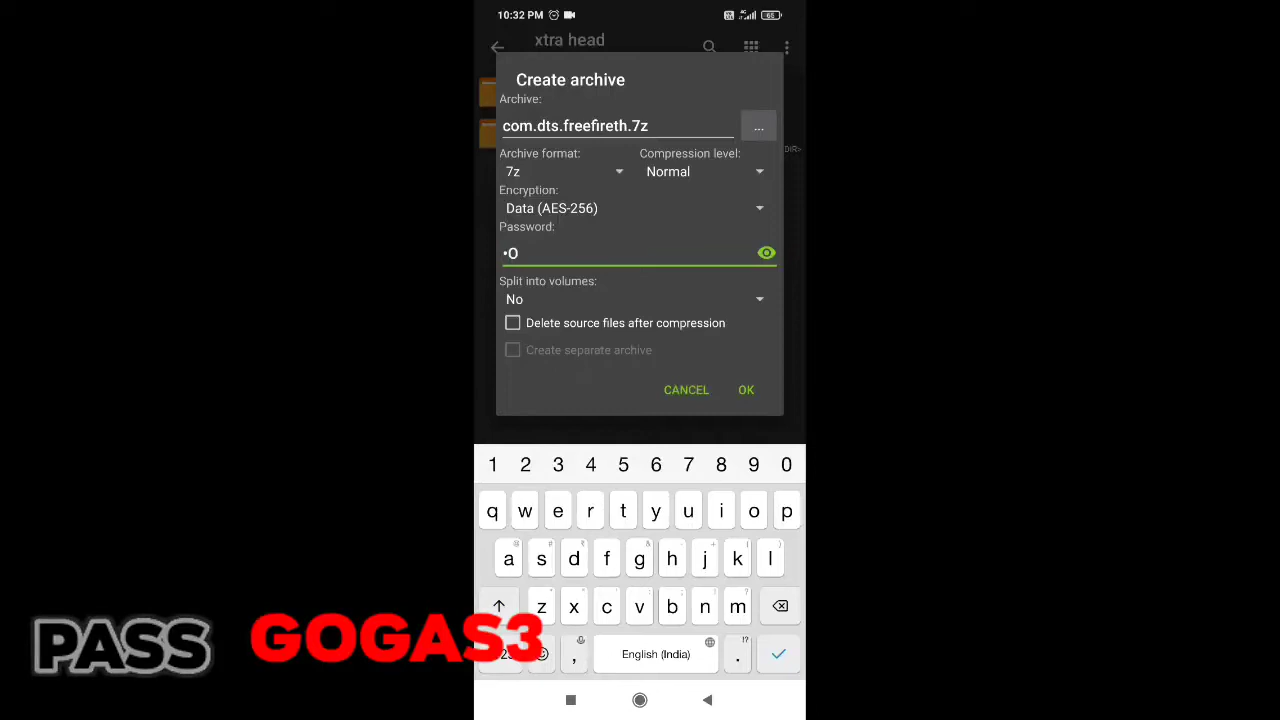 10:32 PM
65
xtra head
Create archive
Archive:
com.dts.freefireth.7z
...
DIR>
Archive format:
Compression level:
7z
Normal
Encryption:
Data (AES-256)
Password:
•O
Split into volumes:
No
Delete source files after compression
Create separate archive
CANCEL OK
1 2 3 4 5 6 7 8 9 0
q w e r t y u i o p
a s d f g h j k l
z x c v b n m
, English (India) .
PASS GOGAS3